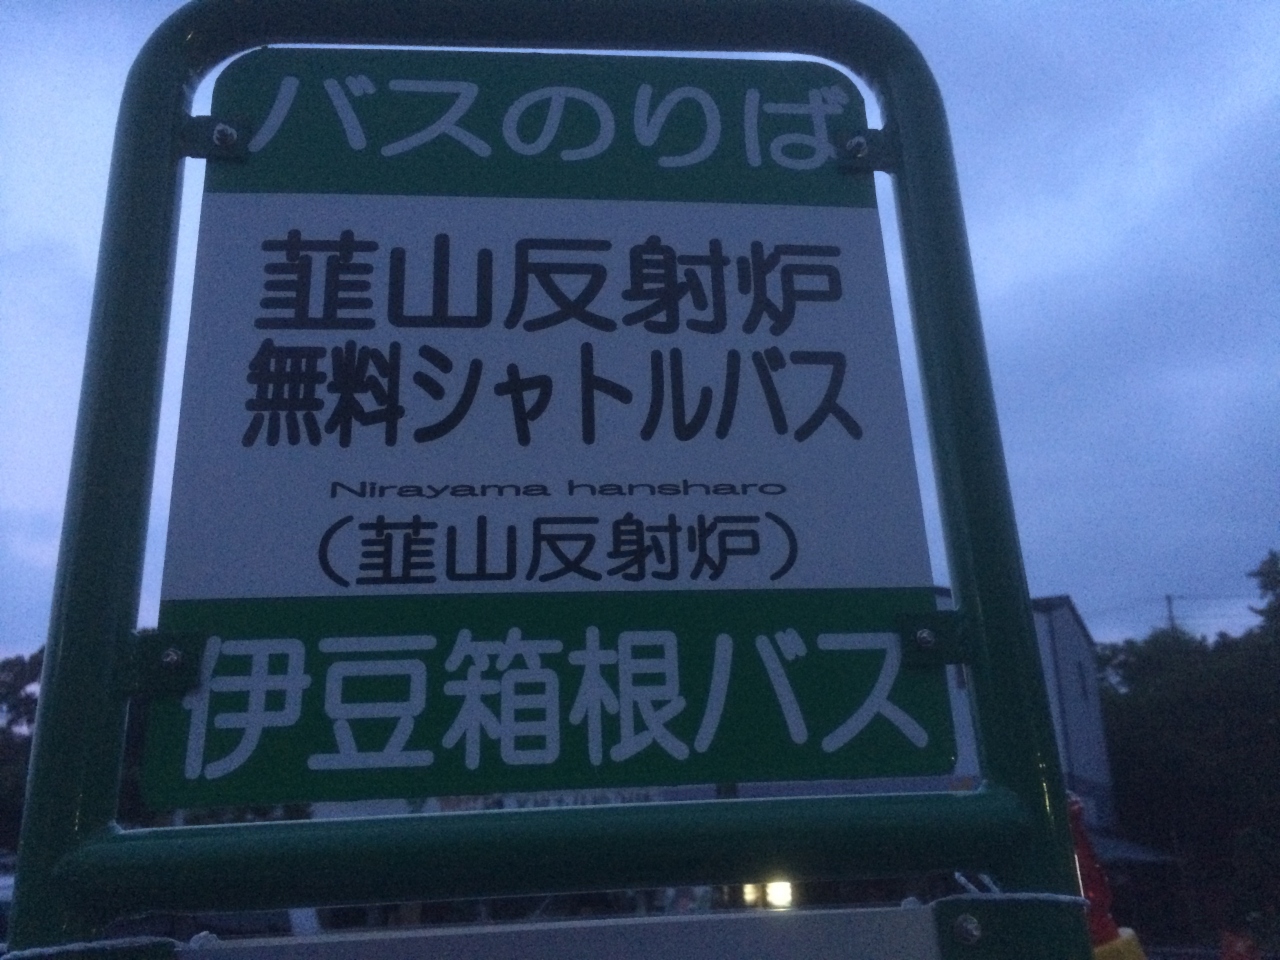 バスのりば
韮山反射炉
無料シャトルバス
Nirayama hansharo
(韮山反射炉)
伊豆箱根バス